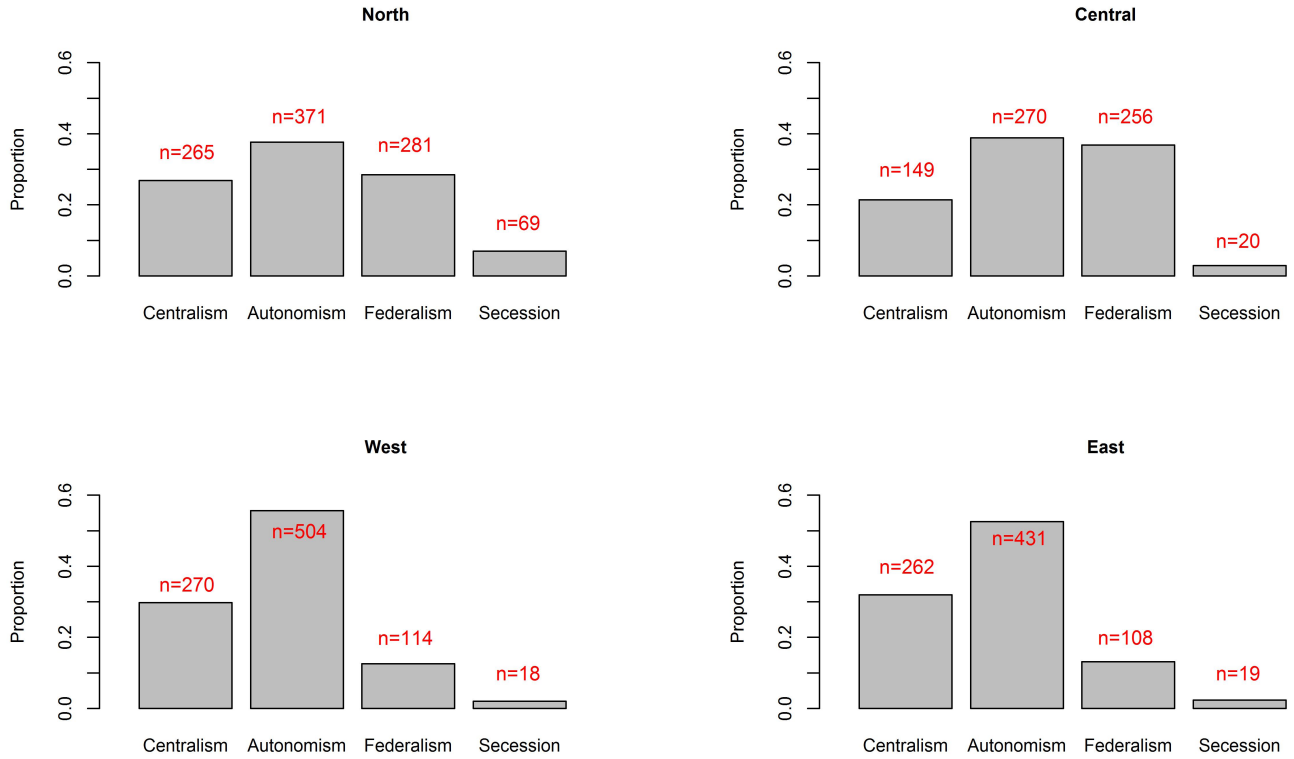 North
Proportion
0.0
0.2
0.4
0.6
n=265
n=371
n=281
n=69
Centralism Autonomism Federalism Secession
Central
Proportion
0.0
0.2
0.4
0.6
n=149
n=270
n=256
n=20
Centralism Autonomism Federalism Secession
West
Proportion
0.0
0.2
0.4
0.6
n=270
n=504
n=114
n=18
Centralism Autonomism Federalism Secession
East
Proportion
0.0
0.2
0.4
0.6
n=262
n=431
n=108
n=19
Centralism Autonomism Federalism Secession